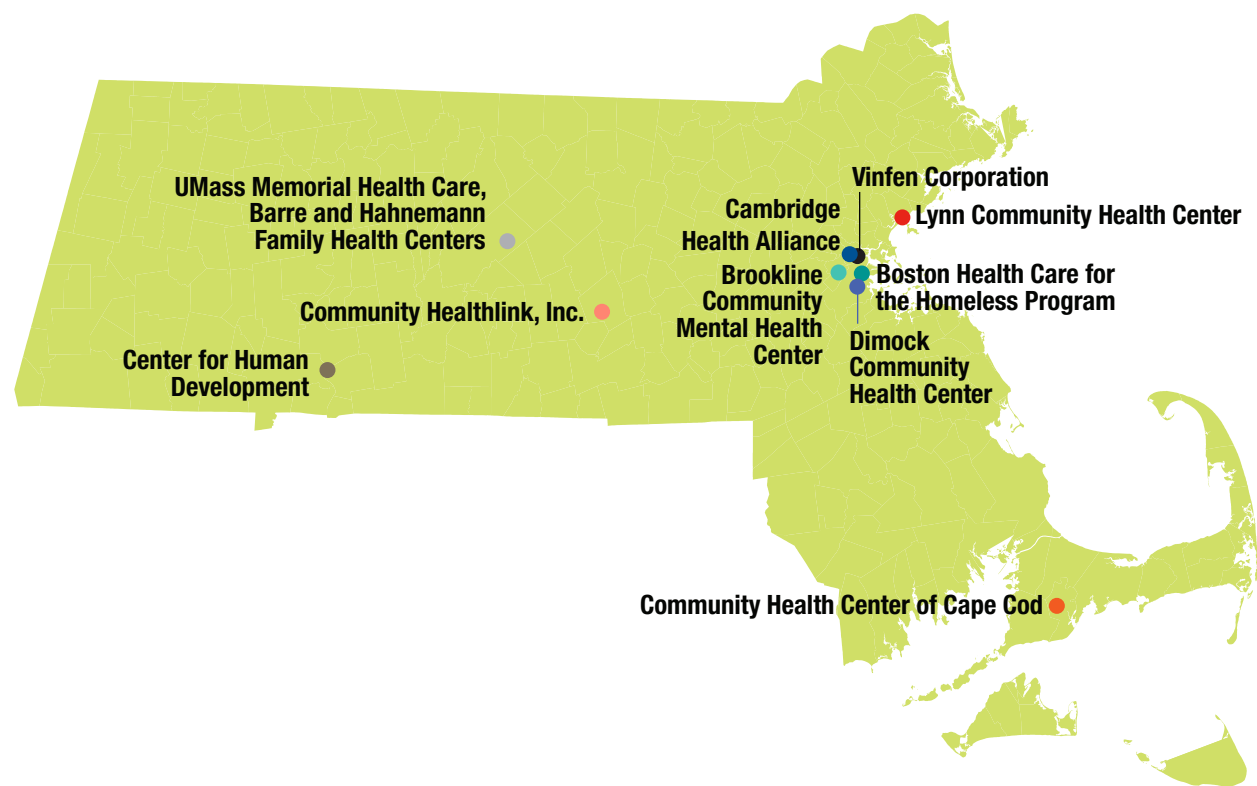 UMass Memorial Health Care,
Barre and Hahnemann
Family Health Centers
Community Healthlink, Inc.
Center for Human
Development
Vinfen Corporation
Cambridge
Health Alliance
Lynn Community Health Center
Brookline
Community
Mental Health
Center
Boston Health Care for
the Homeless Program
Dimock
Community
Health Center
Community Health Center of Cape Cod